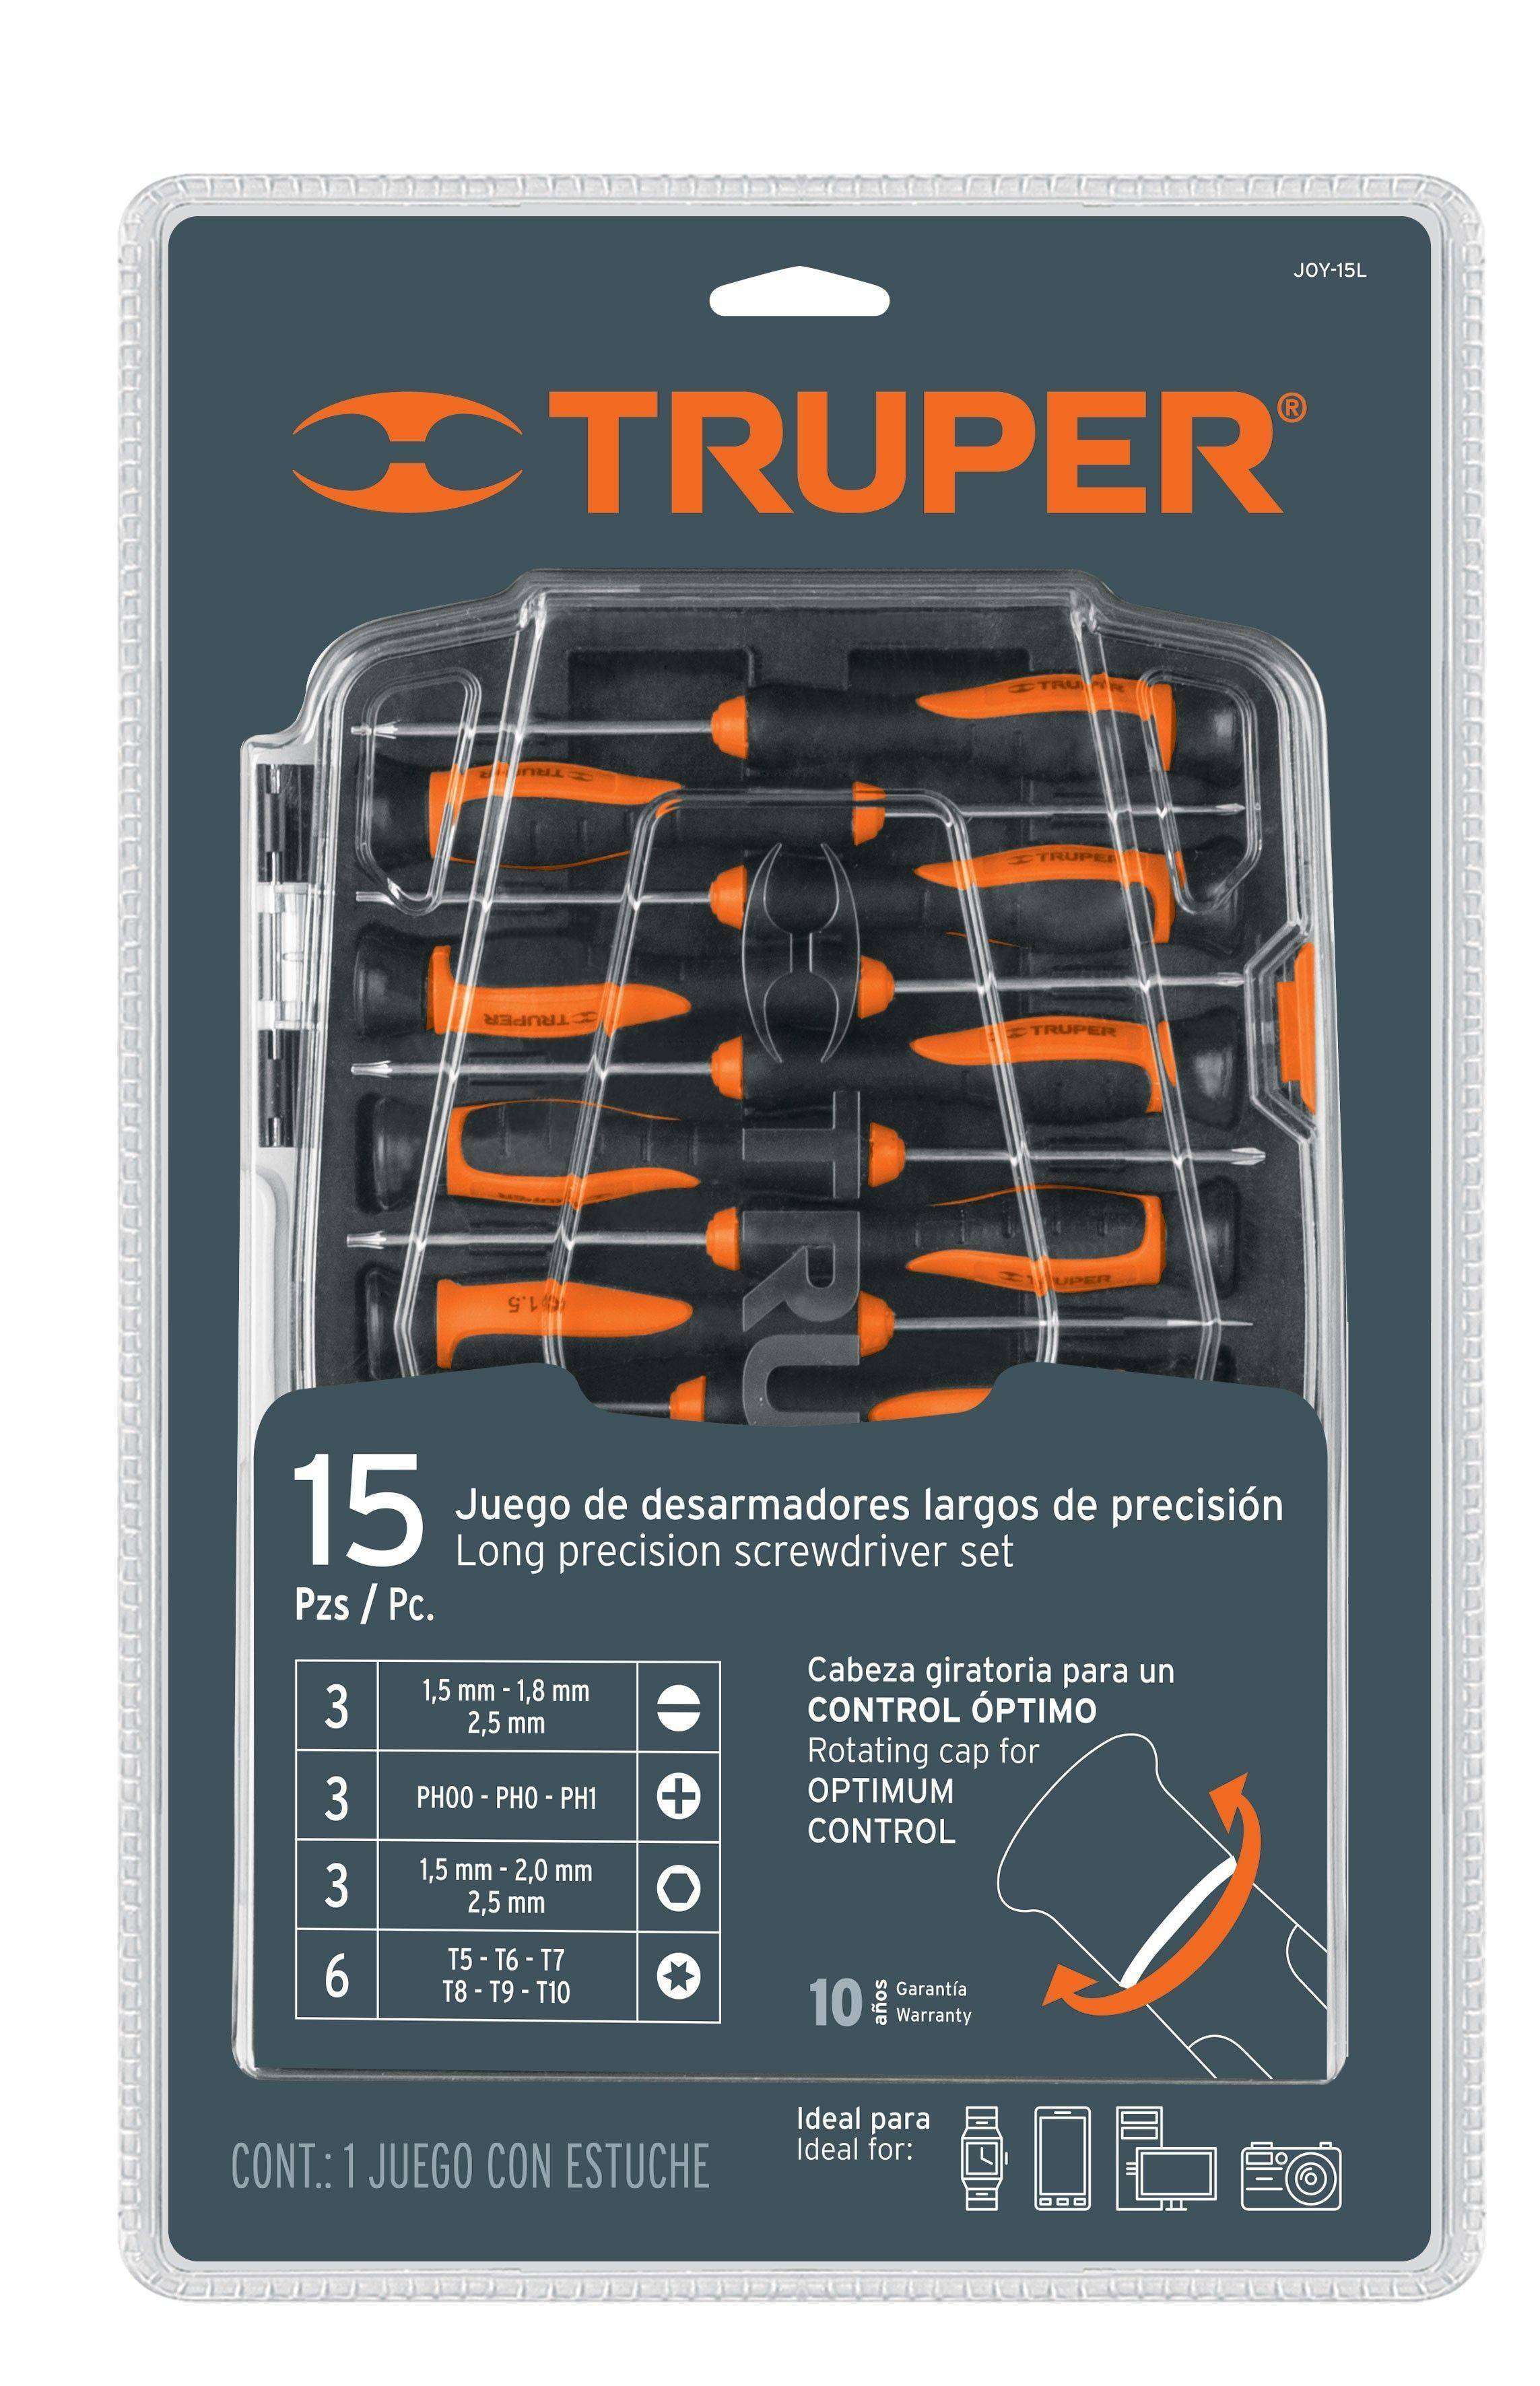 JOY-15L
TRUPER®
TRUPER
TRUPER
TRUPER
TRUPER
TRUPER
TRUPER
TRUPER
1.5
TRU
15
Pzs / Pc.
Juego de desarmadores largos de precisión
Long precision screwdriver set
3 1,5 mm - 1,8 mm
2,5 mm
3 PH00 - PH0 - PH1
3 1,5 mm - 2,0 mm
2,5 mm
6 T5 - T6 - T7
T8 - T9 - T10
Cabeza giratoria para un
CONTROL ÓPTIMO
Rotating cap for
OPTIMUM
CONTROL
10 años Garantía
Warranty
CONT.: 1 JUEGO CON ESTUCHE
Ideal para
Ideal for: